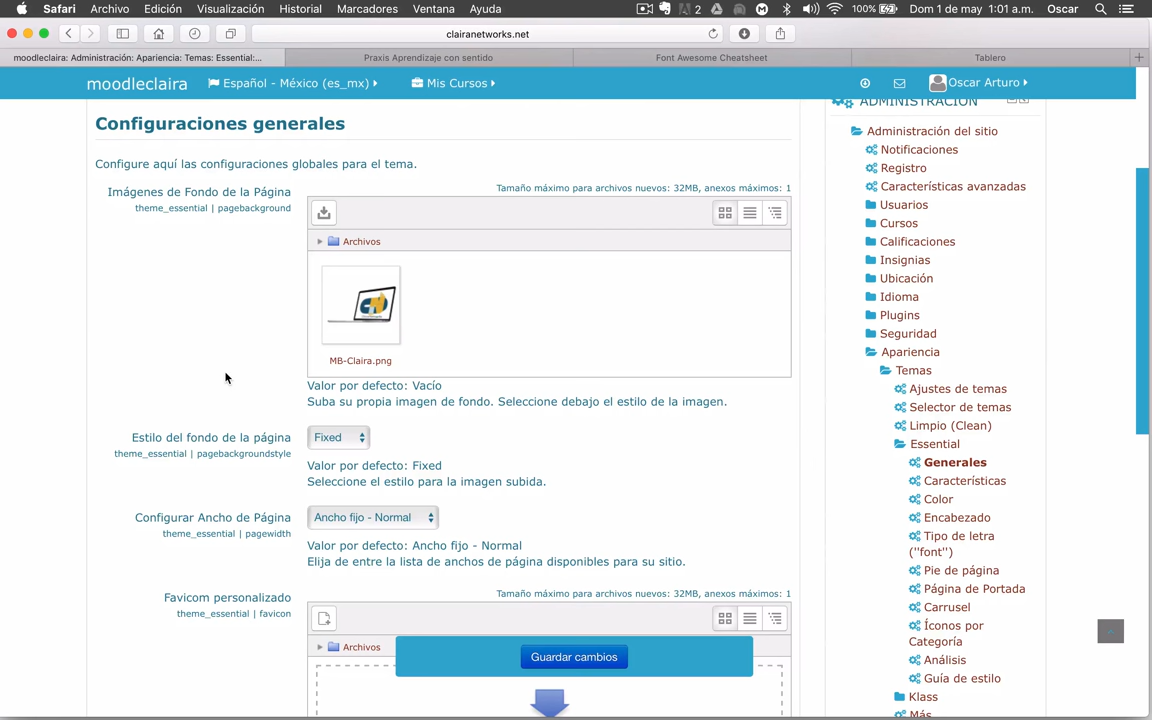 Safari Archivo Edición Visualización Historial Marcadores Ventana Ayuda 2 100% Dom 1 de may 1:01 a.m. Oscar
clairanetworks.net
moodleclaira: Administración: Apariencia: Temas: Essential:... Praxis Aprendizaje con sentido Font Awesome Cheatsheet Tablero
moodleclaira Español - México (es_mx) Mis Cursos Oscar Arturo
Configuraciones generales
Configure aquí las configuraciones globales para el tema.
Imágenes de Fondo de la Página
theme_essential | pagebackground
Tamaño máximo para archivos nuevos: 32MB, anexos máximos: 1
Archivos
MB-Claira.png
Valor por defecto: Vacío
Suba su propia imagen de fondo. Seleccione debajo el estilo de la imagen.
Estilo del fondo de la página
theme_essential | pagebackgroundstyle
Fixed
Valor por defecto: Fixed
Seleccione el estilo para la imagen subida.
Configurar Ancho de Página
theme_essential | pagewidth
Ancho fijo - Normal
Valor por defecto: Ancho fijo - Normal
Elija de entre la lista de anchos de página disponibles para su sitio.
Favicom personalizado
theme_essential | favicon
Tamaño máximo para archivos nuevos: 32MB, anexos máximos: 1
Archivos
Guardar cambios
ADMINISTRACIÓN
Administración del sitio
Notificaciones
Registro
Características avanzadas
Usuarios
Cursos
Calificaciones
Insignias
Ubicación
Idioma
Plugins
Seguridad
Apariencia
Temas
Ajustes de temas
Selector de temas
Limpio (Clean)
Essential
Generales
Características
Color
Encabezado
Tipo de letra
("font")
Pie de página
Página de Portada
Carrusel
Íconos por
Categoría
Análisis
Guía de estilo
Klass
Más